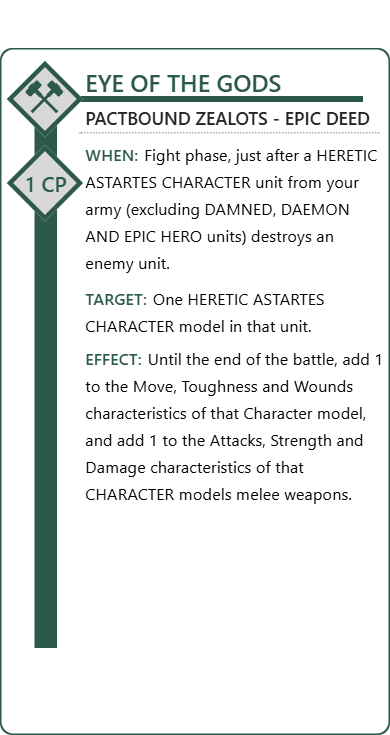 EYE OF THE GODS
PACTBOUND ZEALOTS - EPIC DEED
1 CP
WHEN: Fight phase, just after a HERETIC
ASTARTES CHARACTER unit from your
army (excluding DAMNED, DAEMON
AND EPIC HERO units) destroys an
enemy unit.
TARGET: One HERETIC ASTARTES
CHARACTER model in that unit.
EFFECT: Until the end of the battle, add 1
to the Move, Toughness and Wounds
characteristics of that Character model,
and add 1 to the Attacks, Strength and
Damage characteristics of that
CHARACTER models melee weapons.